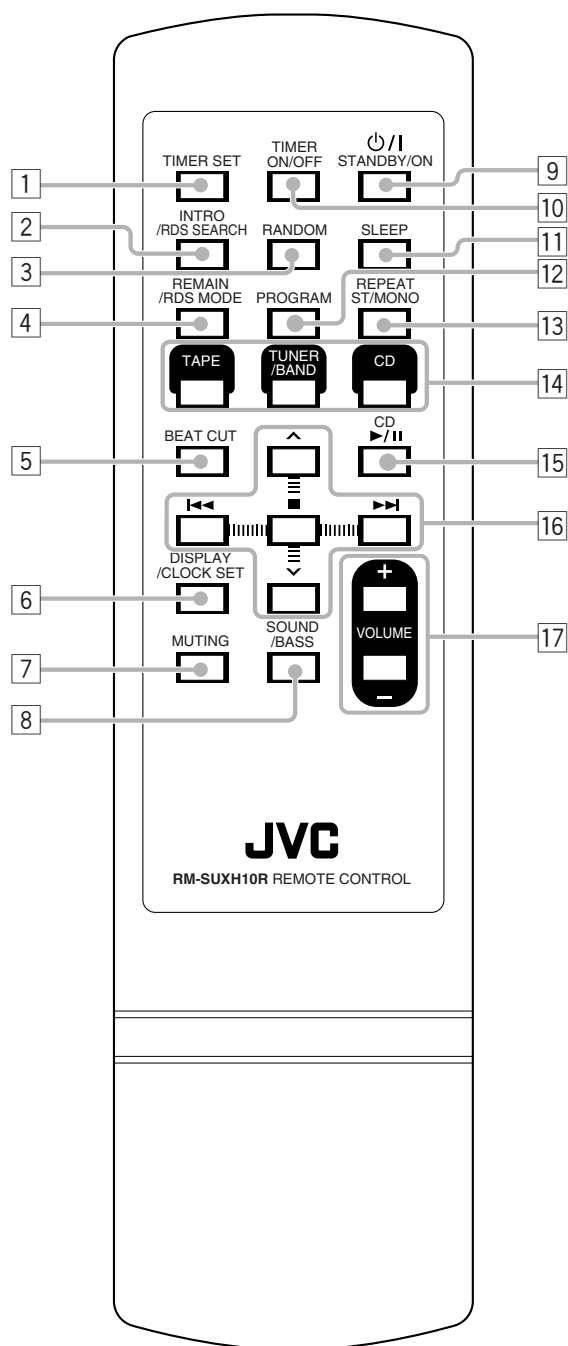 TIMER SET
TIMER
ON/OFF
⏻/I
STANDBY/ON
1
9
10
INTRO
/RDS SEARCH
RANDOM
SLEEP
2
11
3
12
REMAIN
/RDS MODE
PROGRAM
REPEAT
ST/MONO
4
13
TAPE
TUNER
/BAND
CD
14
BEAT CUT
CD
►/II
5
15
16
DISPLAY
/CLOCK SET
6
+
VOLUME
–
17
MUTING
SOUND
/BASS
7
8
JVC
RM-SUXH10R REMOTE CONTROL